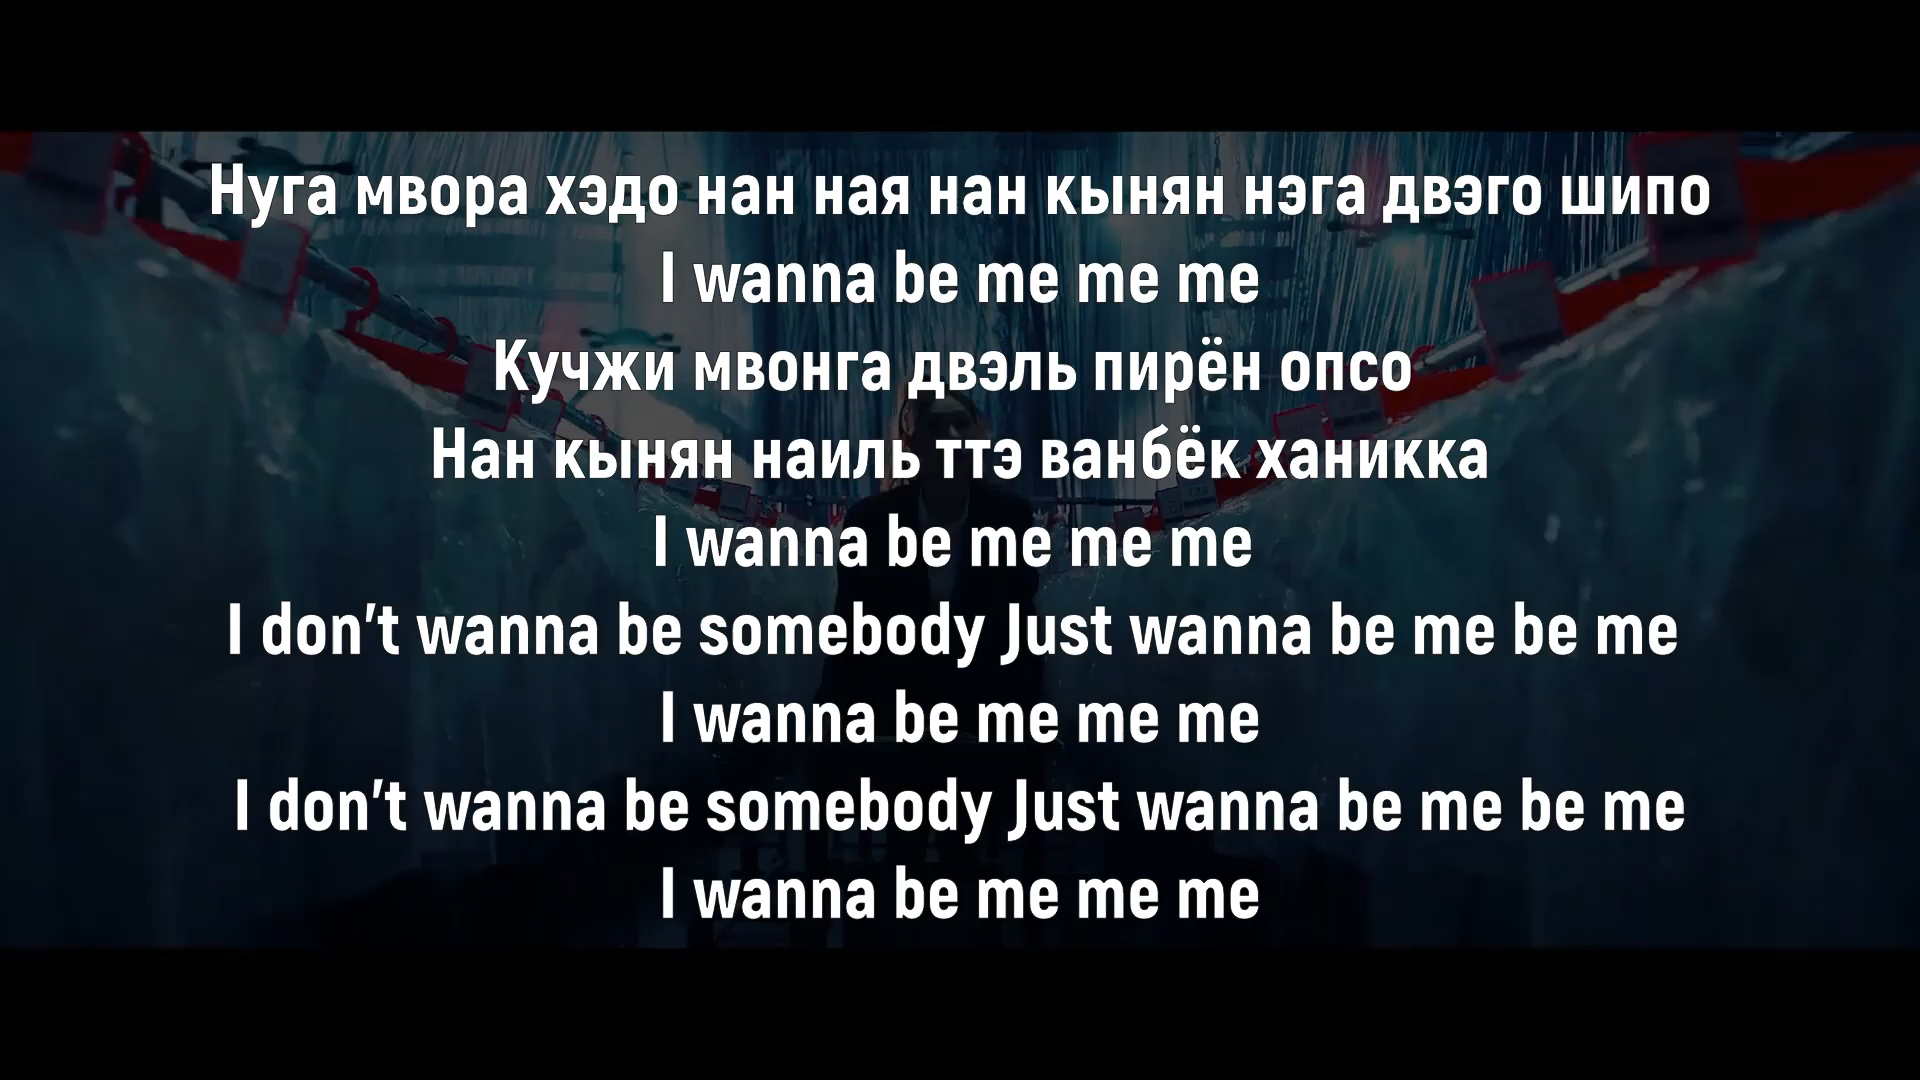 Нуга мвора хэдо нан ная нан кынян нэга двэго шипо
I wanna be me me me
Кучжи мвонга двэль пирён опсо
Нан кынян наиль ттэ ванбёк ханикка
I wanna be me me me
I don't wanna be somebody Just wanna be me be me
I wanna be me me me
I don't wanna be somebody Just wanna be me be me
I wanna be me me me